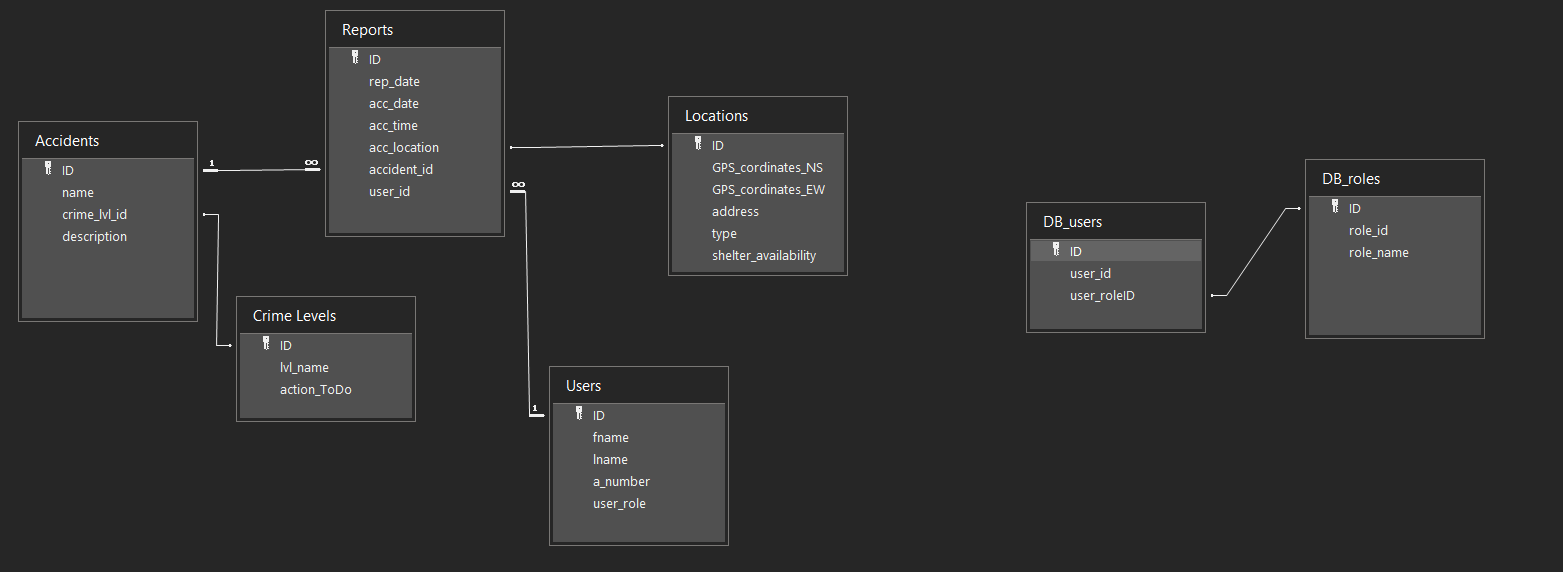 Reports
ID
rep_date
acc_date
acc_time
acc_location
accident_id
user_id
Accidents
ID
name
crime_lvl_id
description
1
∞
Locations
ID
GPS_cordinates_NS
GPS_cordinates_EW
address
type
shelter_availability
∞
1
Crime Levels
ID
lvl_name
action_ToDo
Users
ID
fname
lname
a_number
user_role
DB_users
ID
user_id
user_roleID
DB_roles
ID
role_id
role_name